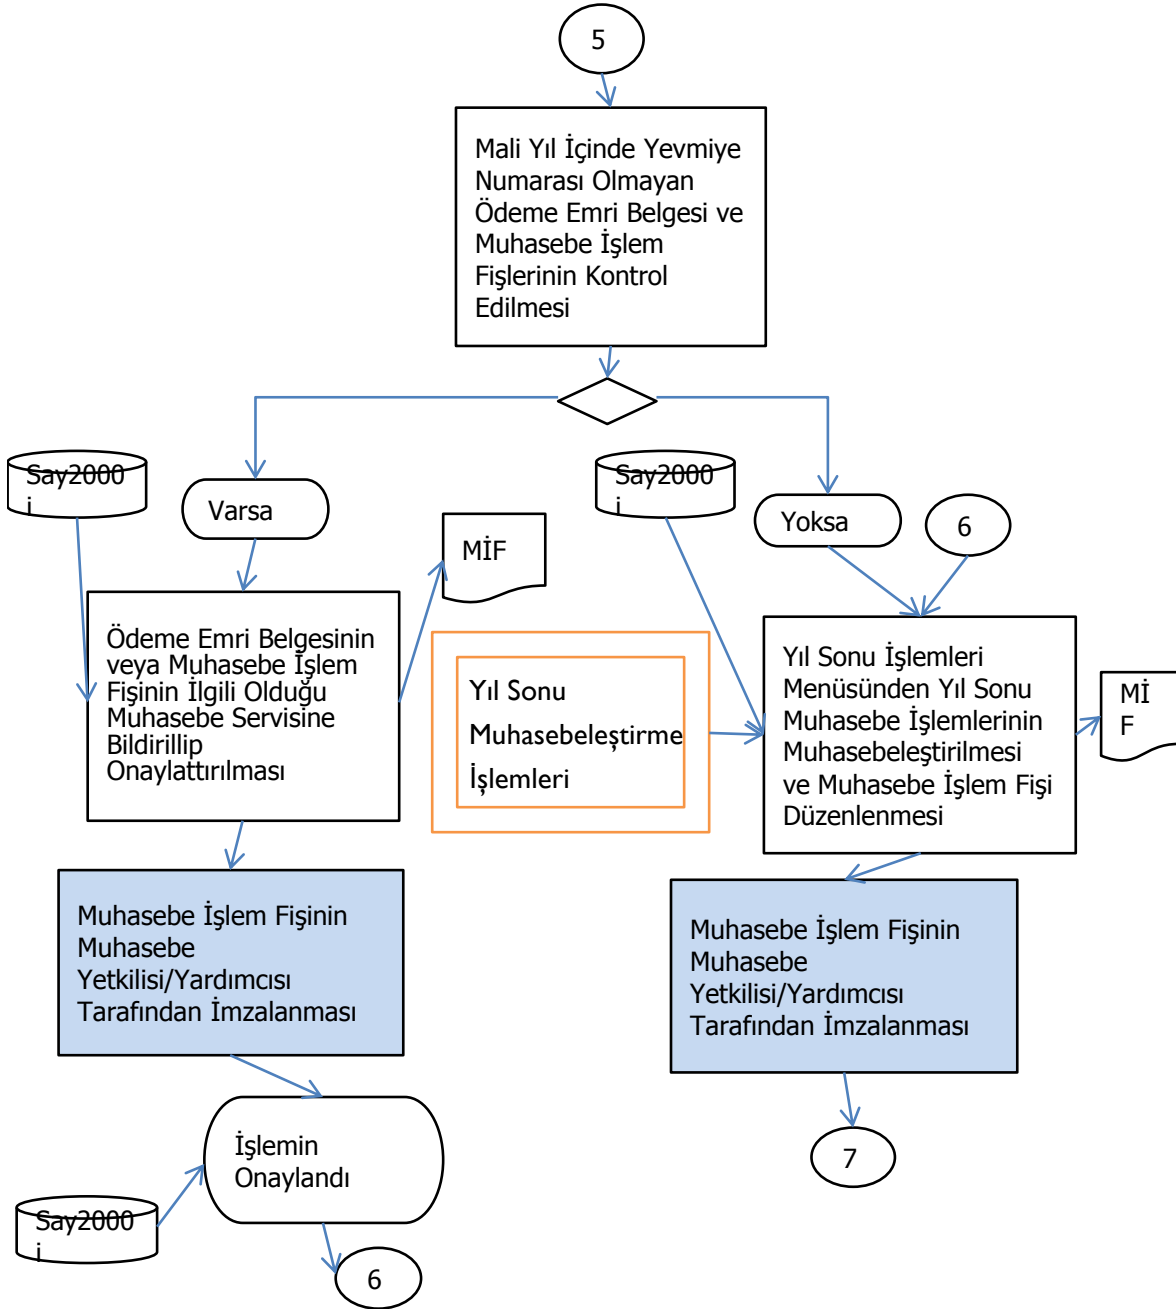 5
Mali Yıl İçinde Yevmiye
Numarası Olmayan
Ödeme Emri Belgesi ve
Muhasebe İşlem
Fişlerinin Kontrol
Edilmesi
Say2000
i
Varsa
MİF
Say2000
i
Yoksa
6
Ödeme Emri Belgesinin
veya Muhasebe İşlem
Fişinin İlgili Olduğu
Muhasebe Servisine
Bildirillip
Onaylattırılması
Yıl Sonu
Muhasebeleştirme
İşlemleri
Yıl Sonu İşlemleri
Menüsünden Yıl Sonu
Muhasebe İşlemlerinin
Muhasebeleştirilmesi
ve Muhasebe İşlem Fişi
Düzenlenmesi
Mİ
F
Muhasebe İşlem Fişinin
Muhasebe
Yetkilisi/Yardımcısı
Tarafından İmzalanması
Muhasebe İşlem Fişinin
Muhasebe
Yetkilisi/Yardımcısı
Tarafından İmzalanması
İşlemin
Onaylandı
7
Say2000
i
6